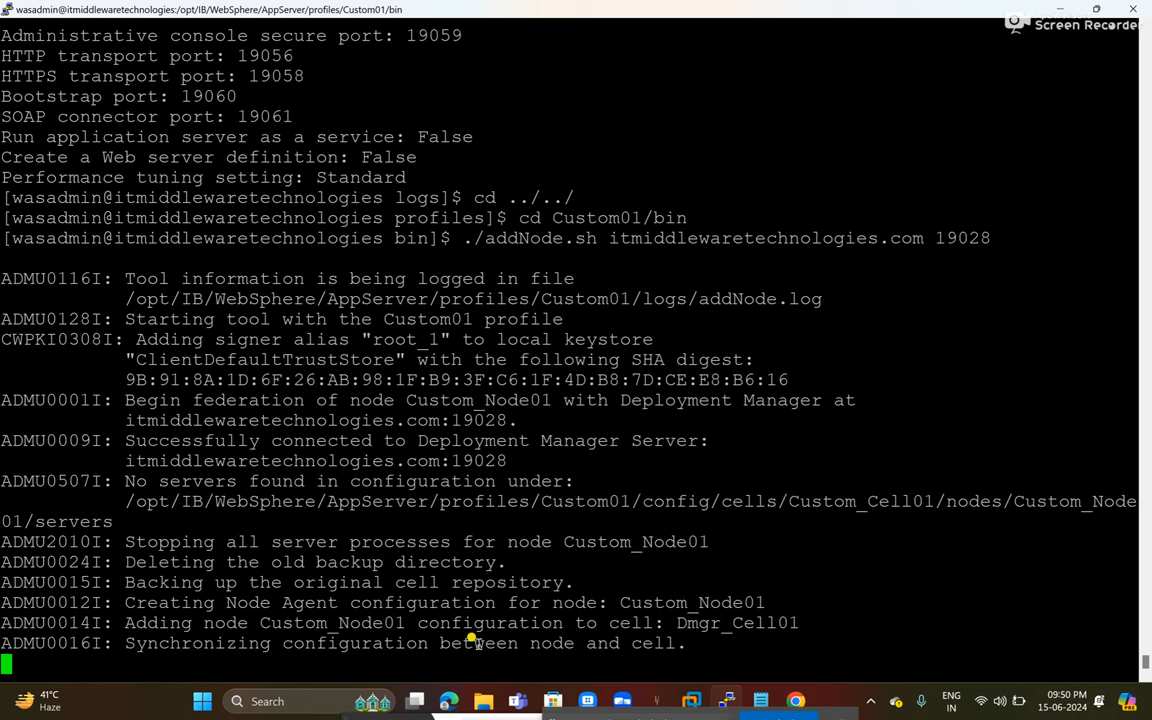 wasadmin@itmiddlewaretechnologies:/opt/IB/WebSphere/AppServer/profiles/Custom01/bin
Screen Recorder
Administrative console secure port: 19059
HTTP transport port: 19056
HTTPS transport port: 19058
Bootstrap port: 19060
SOAP connector port: 19061
Run application server as a service: False
Create a Web server definition: False
Performance tuning setting: Standard
[wasadmin@itmiddlewaretechnologies logs]$ cd ../../
[wasadmin@itmiddlewaretechnologies profiles]$ cd Custom01/bin
[wasadmin@itmiddlewaretechnologies bin]$ ./addNode.sh itmiddlewaretechnologies.com 19028
ADMU0116I: Tool information is being logged in file
/opt/IB/WebSphere/AppServer/profiles/Custom01/logs/addNode.log
ADMU0128I: Starting tool with the Custom01 profile
CWPKI0308I: Adding signer alias "root_1" to local keystore
"ClientDefaultTrustStore" with the following SHA digest:
9B:91:8A:1D:6F:26:AB:98:1F:B9:3F:C6:1F:4D:B8:7D:CE:E8:B6:16
ADMU0001I: Begin federation of node Custom_Node01 with Deployment Manager at
itmiddlewaretechnologies.com:19028.
ADMU0009I: Successfully connected to Deployment Manager Server:
itmiddlewaretechnologies.com:19028
ADMU0507I: No servers found in configuration under:
/opt/IB/WebSphere/AppServer/profiles/Custom01/config/cells/Custom_Cell01/nodes/Custom_Node
01/servers
ADMU2010I: Stopping all server processes for node Custom_Node01
ADMU0024I: Deleting the old backup directory.
ADMU0015I: Backing up the original cell repository.
ADMU0012I: Creating Node Agent configuration for node: Custom_Node01
ADMU0014I: Adding node Custom_Node01 configuration to cell: Dmgr_Cell01
ADMU0016I: Synchronizing configuration between node and cell.
41°C
Haze
Search
ENG
IN
09:50 PM
15-06-2024